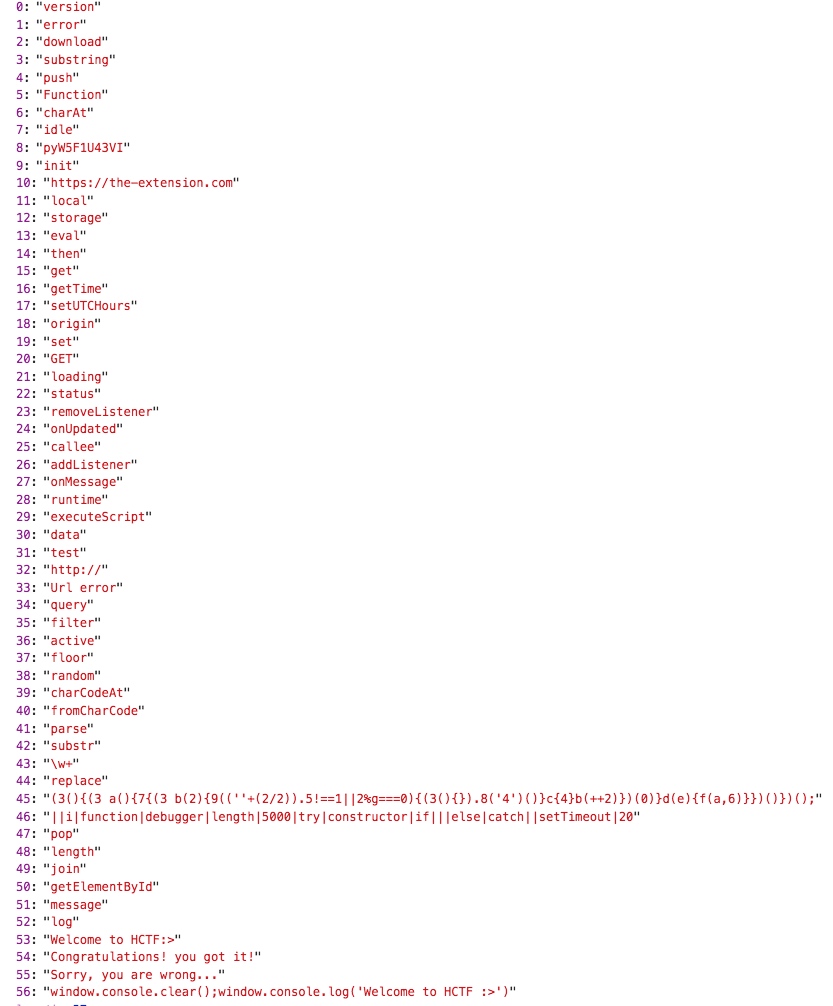 0: "version"
1: "error"
2: "download"
3: "substring"
4: "push"
5: "Function"
6: "charAt"
7: "idle"
8: "pyW5F1U43VI"
9: "init"
10: "https://the-extension.com"
11: "local"
12: "storage"
13: "eval"
14: "then"
15: "get"
16: "getTime"
17: "setUTCHours"
18: "origin"
19: "set"
20: "GET"
21: "loading"
22: "status"
23: "removeListener"
24: "onUpdated"
25: "callee"
26: "addListener"
27: "onMessage"
28: "runtime"
29: "executeScript"
30: "data"
31: "test"
32: "http://"
33: "Url error"
34: "query"
35: "filter"
36: "active"
37: "floor"
38: "random"
39: "charCodeAt"
40: "fromCharCode"
41: "parse"
42: "substr"
43: "\w+"
44: "replace"
45: "(3(){(3 a(){7{(3 b(2){9((''+(2/2)).5!==1||2%g===0){(3(){}).8('4')()}c{4}b(++2)})(0)}d(e){f(a,6)}})()})();"
46: "||i|function|debugger|length|5000|try|constructor|if|||else|catch||setTimeout|20"
47: "pop"
48: "length"
49: "join"
50: "getElementById"
51: "message"
52: "log"
53: "Welcome to HCTF:>"
54: "Congratulations! you got it!"
55: "Sorry, you are wrong..."
56: "window.console.clear();window.console.log('Welcome to HCTF :>')"